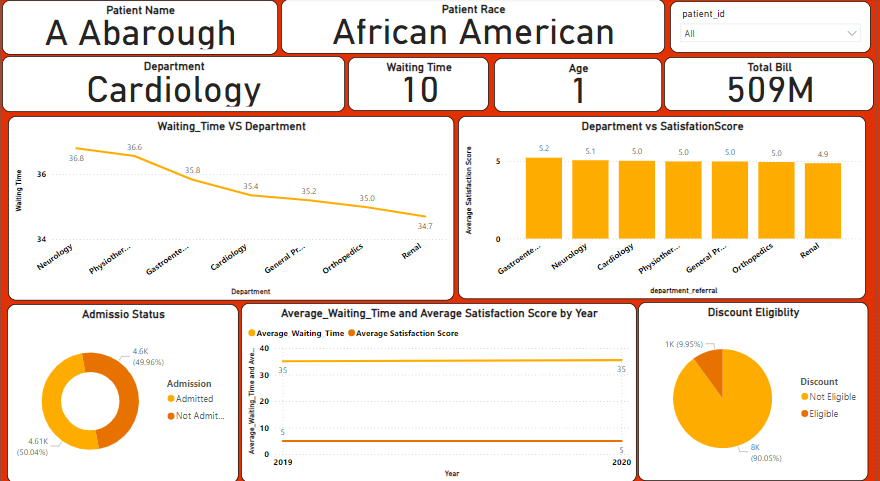 Patient Name
A Abarough
Patient Race
African American
patient_id
All
Department
Cardiology
Waiting Time
10
Age
1
Total Bill
509M
Waiting_Time VS Department
Waiting Time
36
34
36.8
36.6
35.8
35.4
35.2
35.0
34.7
Neurology
Physiother...
Gastroente...
Cardiology
General Pr...
Orthopedics
Renal
Department
Department vs SatisfationScore
Average Satisfaction Score
5
0
5.2
5.1
5.0
5.0
5.0
5.0
4.9
Gastroente...
Neurology
Cardiology
Physiother...
General Pr...
Orthopedics
Renal
department_referral
Admissio Status
4.6K
(49.96%)
4.61K
(50.04%)
Admission
Admitted
Not Admit...
Average_Waiting_Time and Average Satisfaction Score by Year
Average_Waiting_Time Average Satisfaction Score
Average_Waiting_Time and Ave...
40
30
20
10
0
35
35
5
5
2019
2020
Year
Discount Eligiblity
1K (9.95%)
8K
(90.05%)
Discount
Not Eligible
Eligible